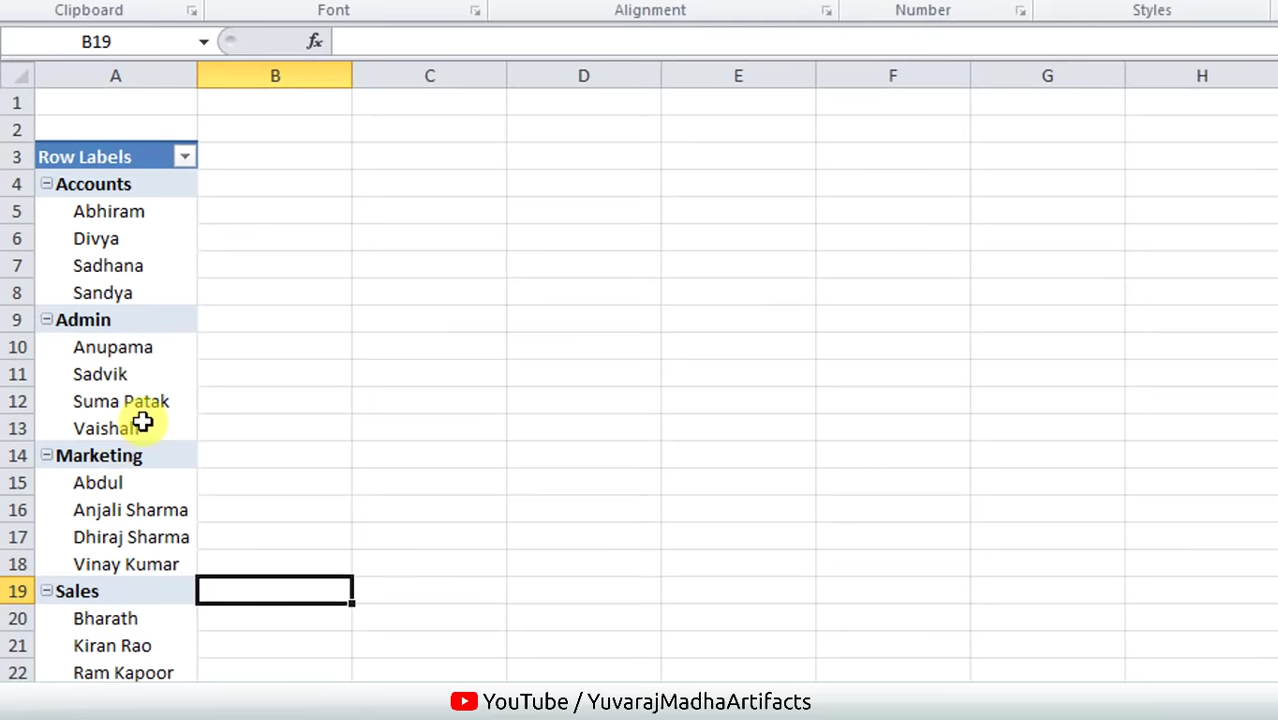 Clipboard Font Alignment Number Styles
B19 fx
A B C D E F G H
1
2
3 Row Labels
4 Accounts
5 Abhiram
6 Divya
7 Sadhana
8 Sandya
9 Admin
10 Anupama
11 Sadvik
12 Suma Patak
13 Vaishali
14 Marketing
15 Abdul
16 Anjali Sharma
17 Dhiraj Sharma
18 Vinay Kumar
19 Sales
20 Bharath
21 Kiran Rao
22 Ram Kapoor
YouTube / YuvarajMadhaArtifacts